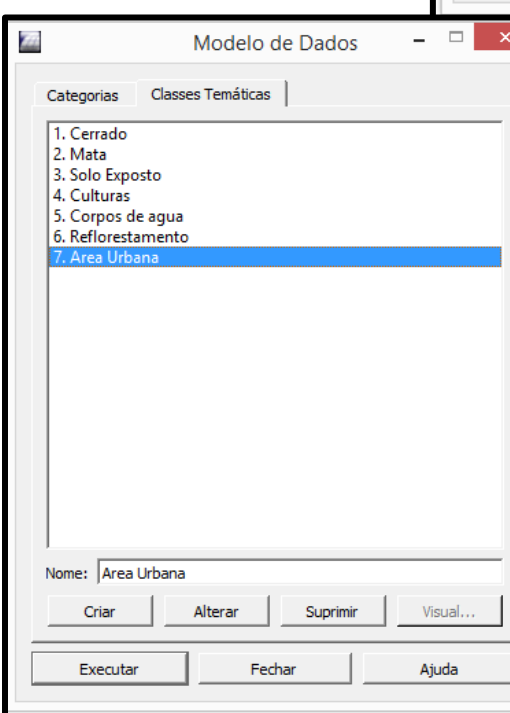 Modelo de Dados
Categorias Classes Temáticas
1. Cerrado
2. Mata
3. Solo Exposto
4. Culturas
5. Corpos de agua
6. Reflorestamento
7. Area Urbana
Nome: Area Urbana
Criar Alterar Suprimir Visual...
Executar Fechar Ajuda